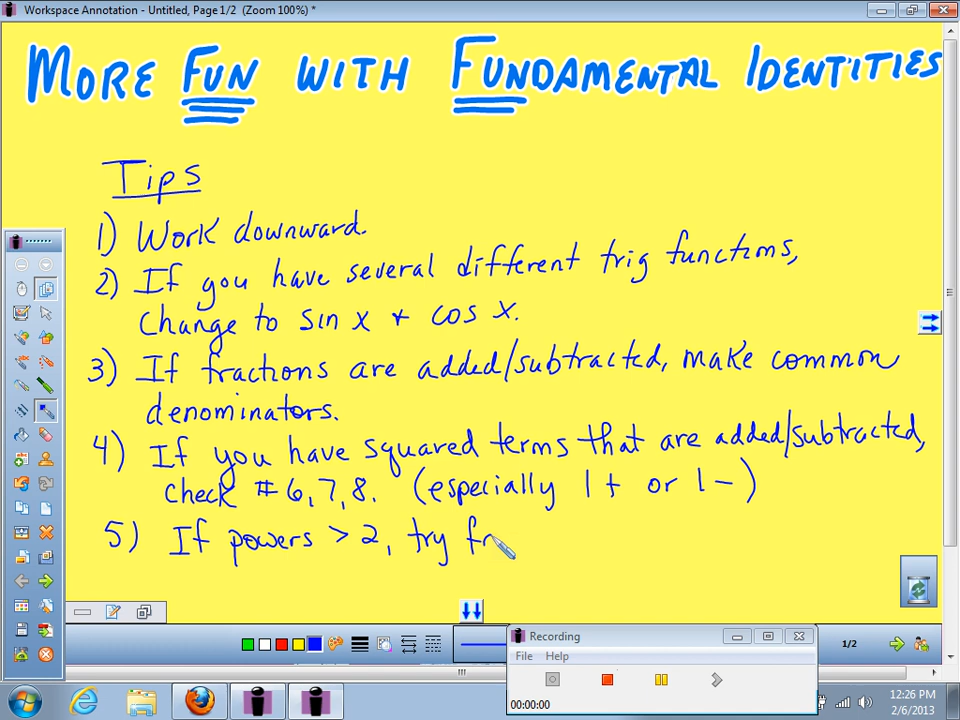 Workspace Annotation - Untitled, Page 1/2 (Zoom 100%) *
MORE FUN WITH FUNDAMENTAL IDENTITIES
Tips
1) Work downward.
2) If you have several different trig functions,
change to sin x + cos x.
3) If fractions are added/subtracted, make common
denominators.
4) If you have squared terms that are added/subtracted,
check #6,7,8. (especially 1+ or 1-)
5) If powers > 2, try fr
Recording
File Help
00:00:00
1/2
12:26 PM
2/6/2013